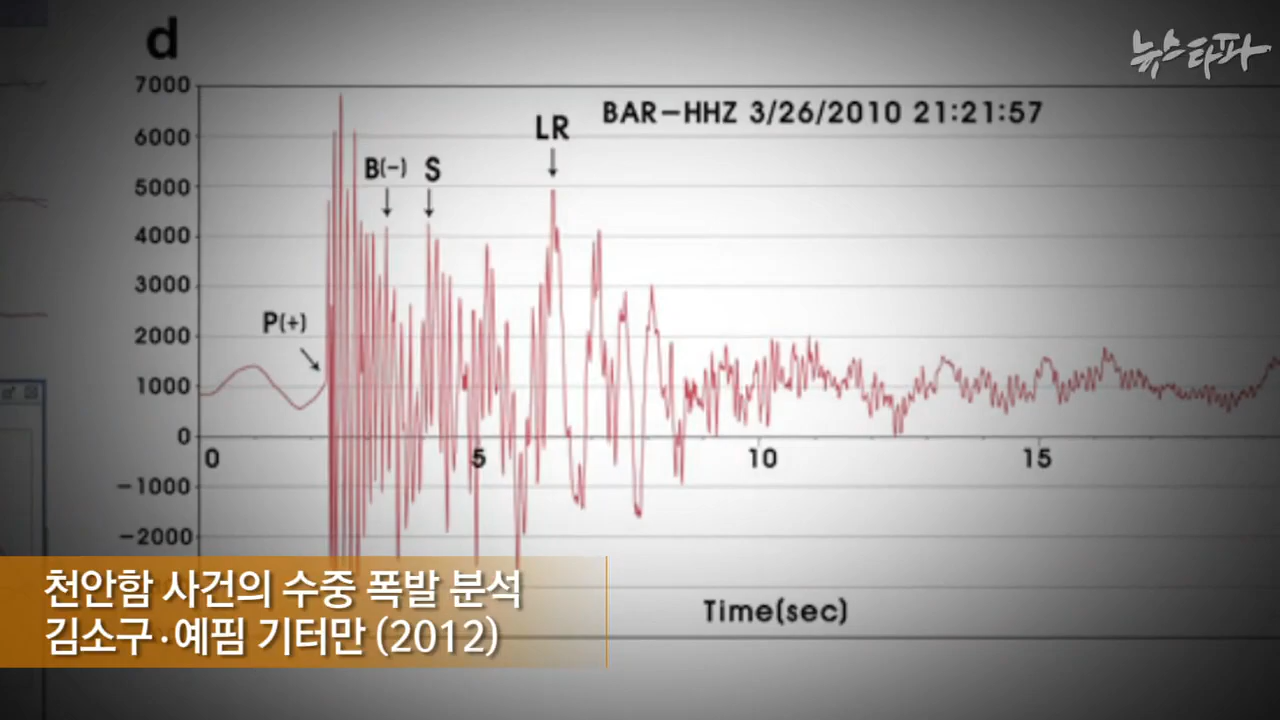 d
뉴스타파
BAR-HHZ 3/26/2010 21:21:57
7000
6000
5000
4000
3000
2000
1000
0
-1000
-2000
LR
B(-) S
P(+)
0 5 10 15
Time(sec)
천안함 사건의 수중 폭발 분석
김소구·예핌 기터만 (2012)